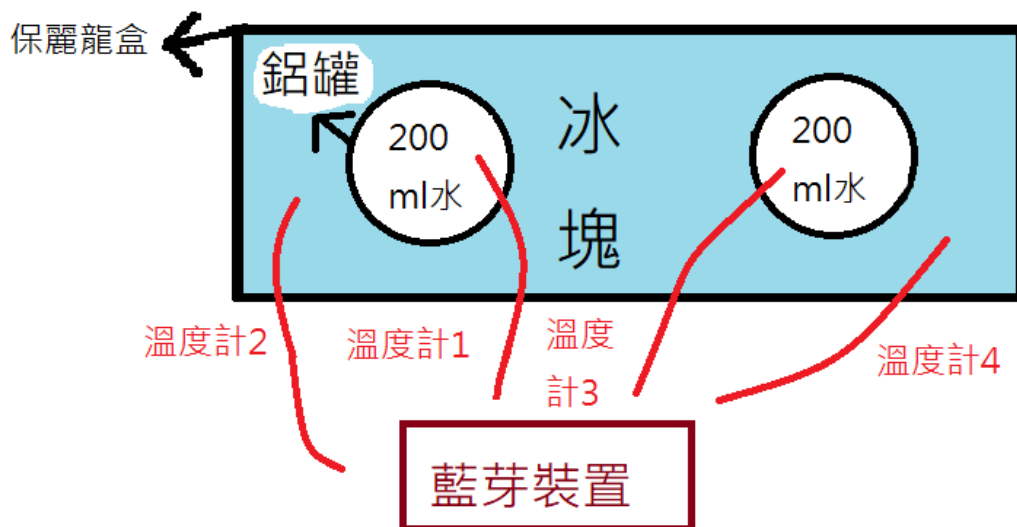 保麗龍盒
鋁罐
200
ml水
冰
塊
200
ml水
溫度計2
溫度計1
溫度
計3
溫度計4
藍芽裝置